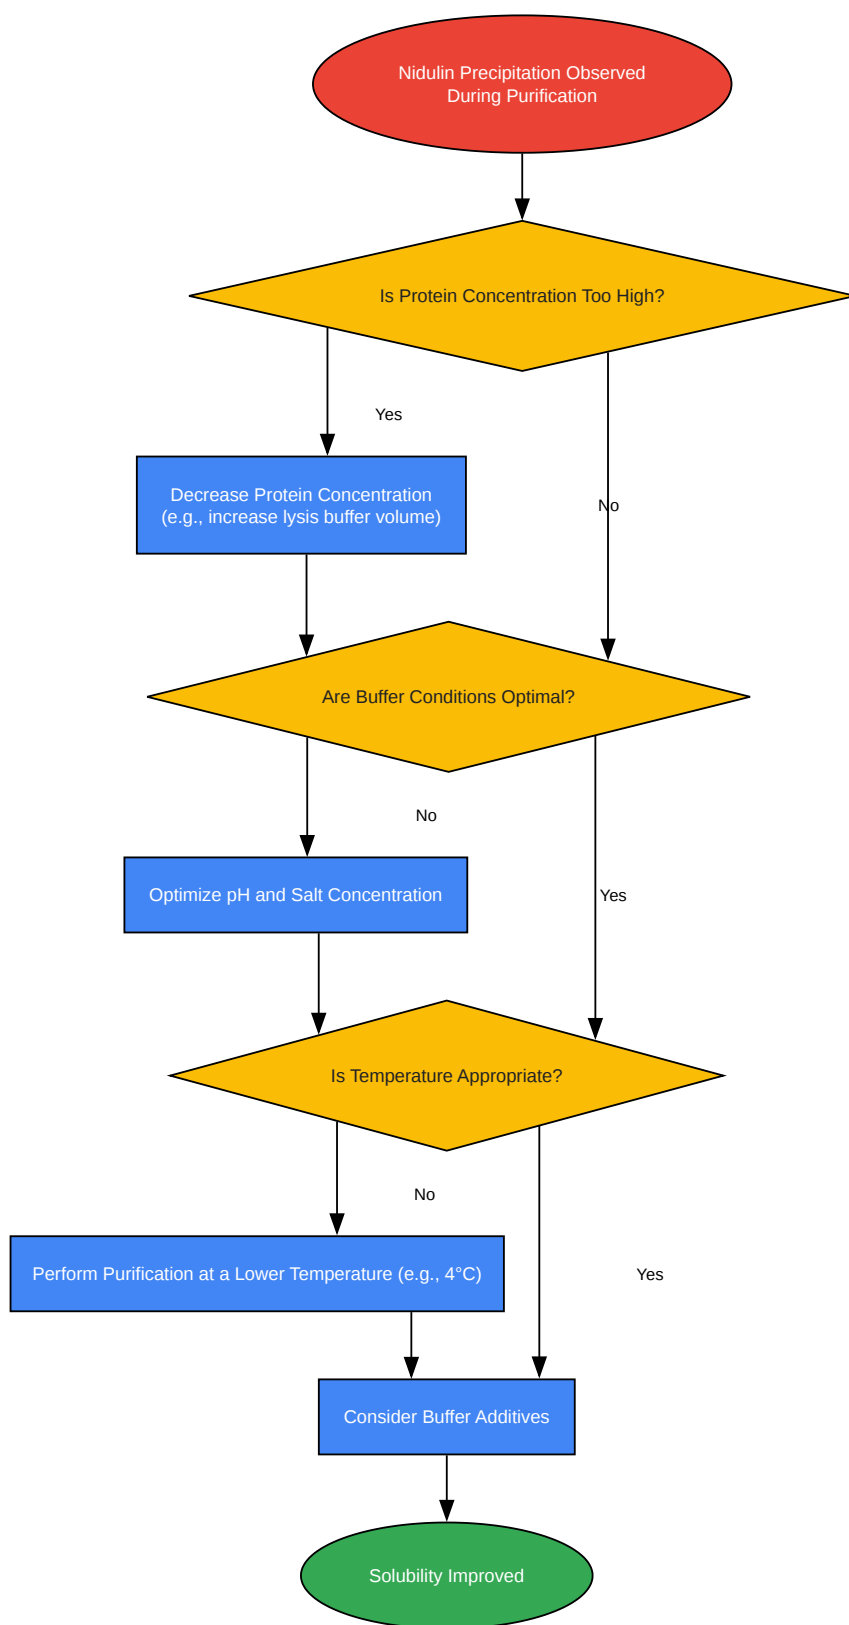 Nidulin Precipitation Observed
During Purification
Is Protein Concentration Too High?
Yes
Decrease Protein Concentration
(e.g., increase lysis buffer volume)
No
Are Buffer Conditions Optimal?
No
Optimize pH and Salt Concentration
Yes
Is Temperature Appropriate?
No
Perform Purification at a Lower Temperature (e.g., 4°C)
Yes
Consider Buffer Additives
Solubility Improved